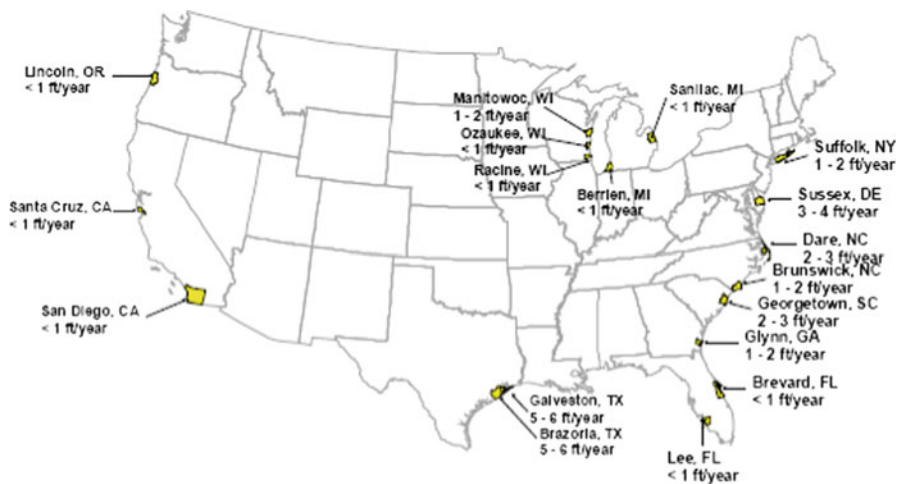 Lincoln, OR
< 1 ft/year
Santa Cruz, CA
< 1 ft/year
San Diego, CA
< 1 ft/year
Manitowoc, WI
1 - 2 ft/year
Ozaukee, WI
< 1 ft/year
Racine, WI
< 1 ft/year
Sanilac, MI
< 1 ft/year
Berrien, MI
< 1 ft/year
Suffolk, NY
1 - 2 ft/year
Sussex, DE
3 - 4 ft/year
Dare, NC
2 - 3 ft/year
Brunswick, NC
1 - 2 ft/year
Georgetown, SC
2 - 3 ft/year
Glynn, GA
1 - 2 ft/year
Brevard, FL
< 1 ft/year
Galveston, TX
5 - 6 ft/year
Brazoria, TX
5 - 6 ft/year
Lee, FL
< 1 ft/year